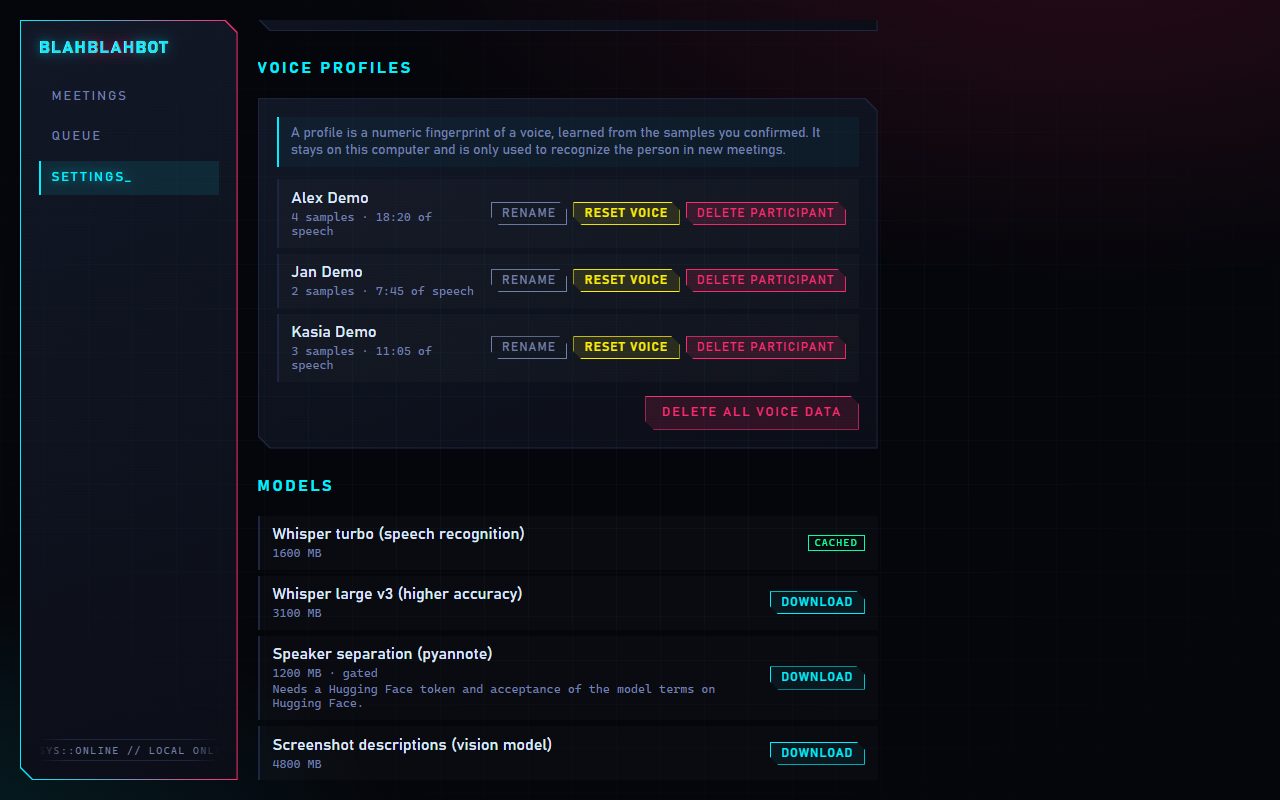 BLAHBLAHBOT
MEETINGS
QUEUE
SETTINGS_
SYS::ONLINE // LOCAL ONL
VOICE PROFILES
A profile is a numeric fingerprint of a voice, learned from the samples you confirmed. It
stays on this computer and is only used to recognize the person in new meetings.
Alex Demo
4 samples · 18:20 of
speech
RENAME
RESET VOICE
DELETE PARTICIPANT
Jan Demo
2 samples · 7:45 of speech
RENAME
RESET VOICE
DELETE PARTICIPANT
Kasia Demo
3 samples · 11:05 of
speech
RENAME
RESET VOICE
DELETE PARTICIPANT
DELETE ALL VOICE DATA
MODELS
Whisper turbo (speech recognition)
1600 MB
CACHED
Whisper large v3 (higher accuracy)
3100 MB
DOWNLOAD
Speaker separation (pyannote)
1200 MB · gated
Needs a Hugging Face token and acceptance of the model terms on
Hugging Face.
DOWNLOAD
Screenshot descriptions (vision model)
4800 MB
DOWNLOAD